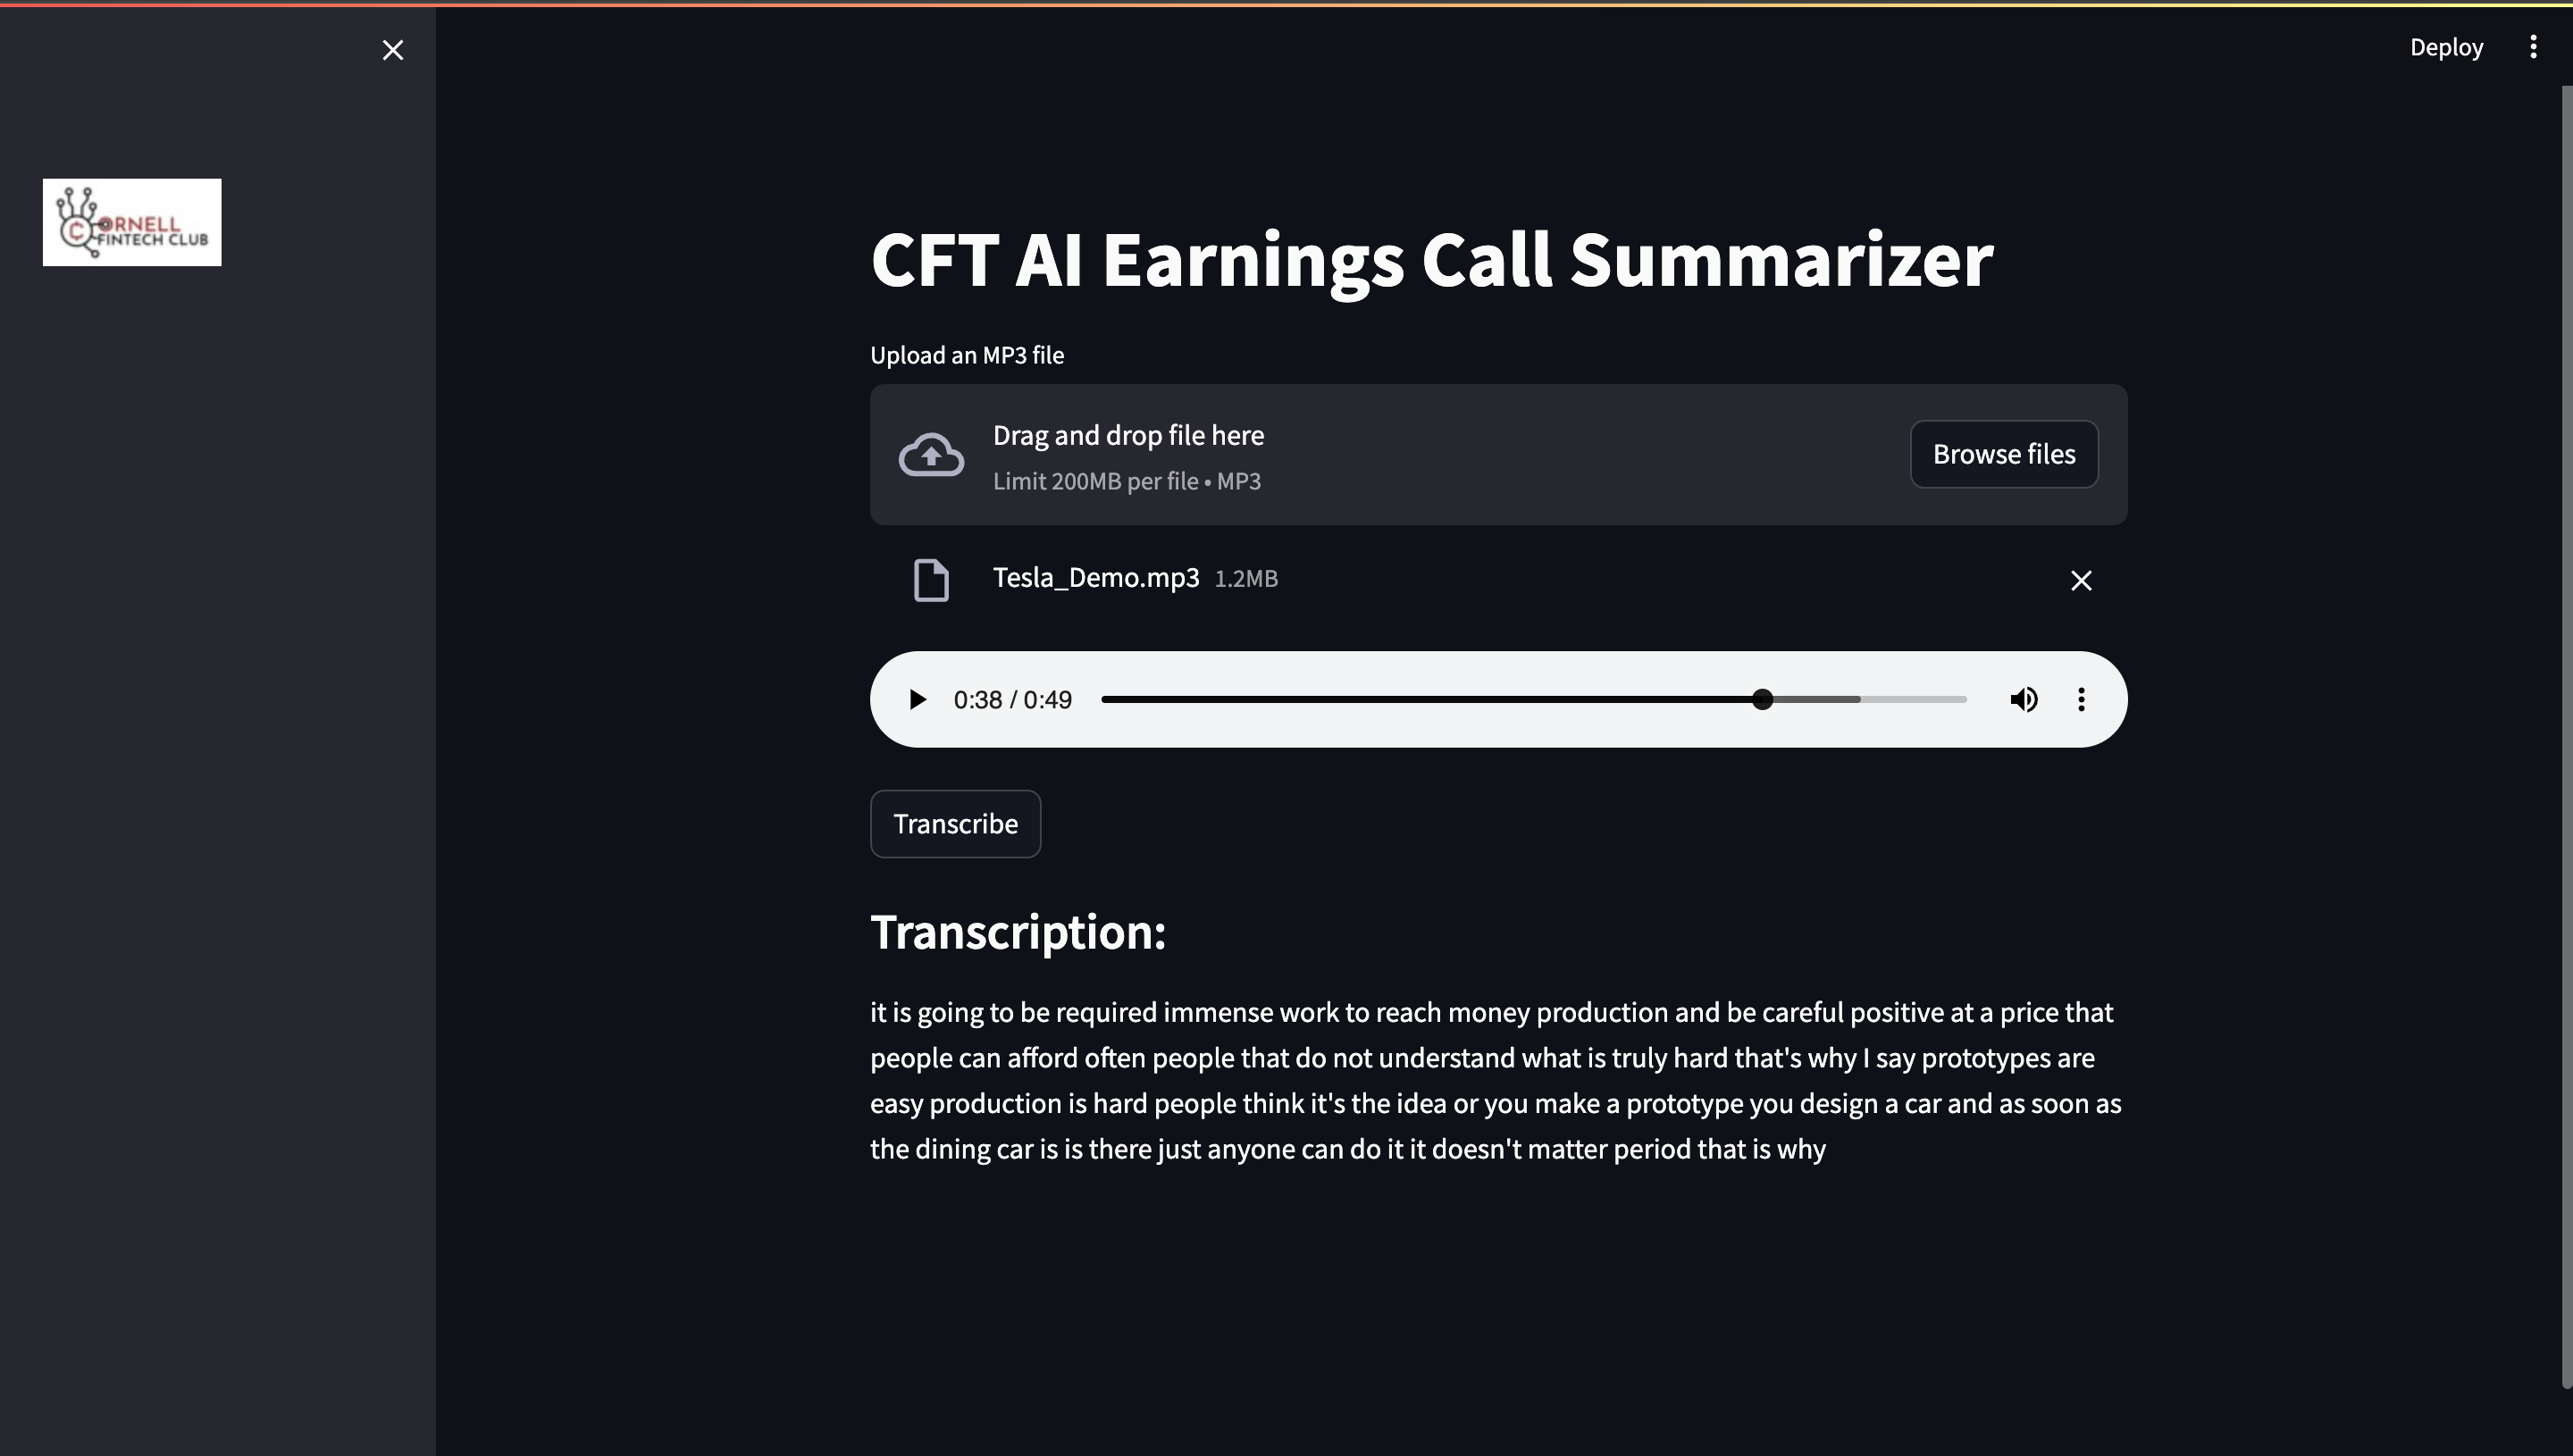 Deploy
CORNELL
FINTECH CLUB
CFT AI Earnings Call Summarizer
Upload an MP3 file
Drag and drop file here
Limit 200MB per file • MP3
Browse files
Tesla_Demo.mp3 1.2MB
0:38 / 0:49
Transcribe
Transcription:
it is going to be required immense work to reach money production and be careful positive at a price that
people can afford often people that do not understand what is truly hard that's why I say prototypes are
easy production is hard people think it's the idea or you make a prototype you design a car and as soon as
the dining car is is there just anyone can do it it doesn't matter period that is why